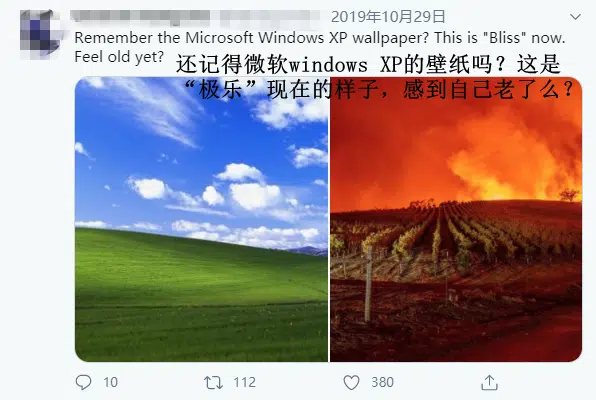 2019年10月29日
Remember the Microsoft Windows XP wallpaper? This is "Bliss" now.
Feel old yet?
还记得微软windows XP的壁纸吗？这是
“极乐”现在的样子，感到自己老了么？
10
112
380